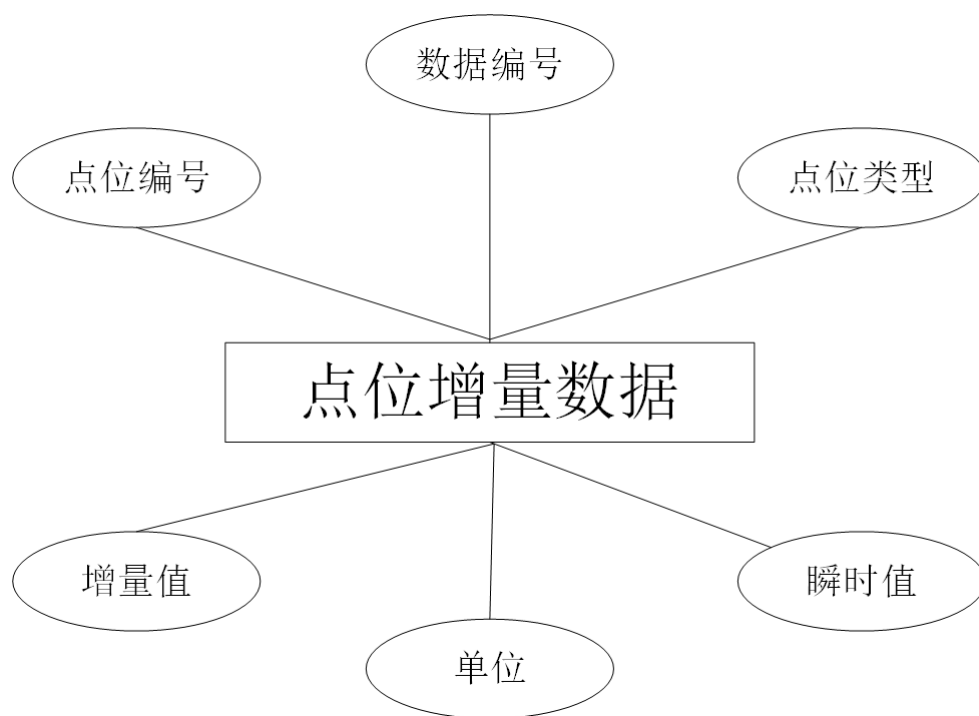 数据编号
点位编号
点位类型
点位增量数据
增量值
瞬时值
单位